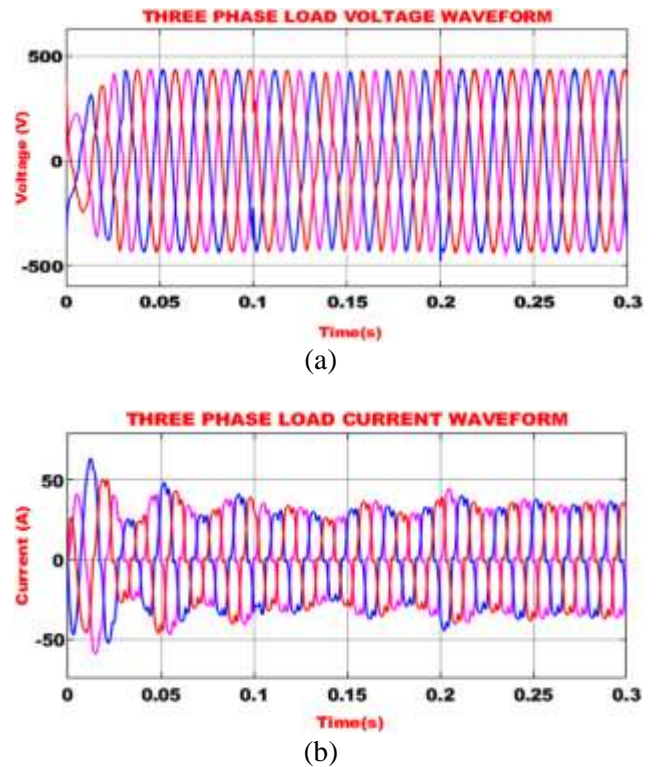 THREE PHASE LOAD VOLTAGE WAVEFORM
Voltage (V)
500
0
-500
0 0.05 0.1 0.15 0.2 0.25 0.3
Time(s)
(a)
THREE PHASE LOAD CURRENT WAVEFORM
Current (A)
50
0
-50
0 0.05 0.1 0.15 0.2 0.25 0.3
Time(s)
(b)